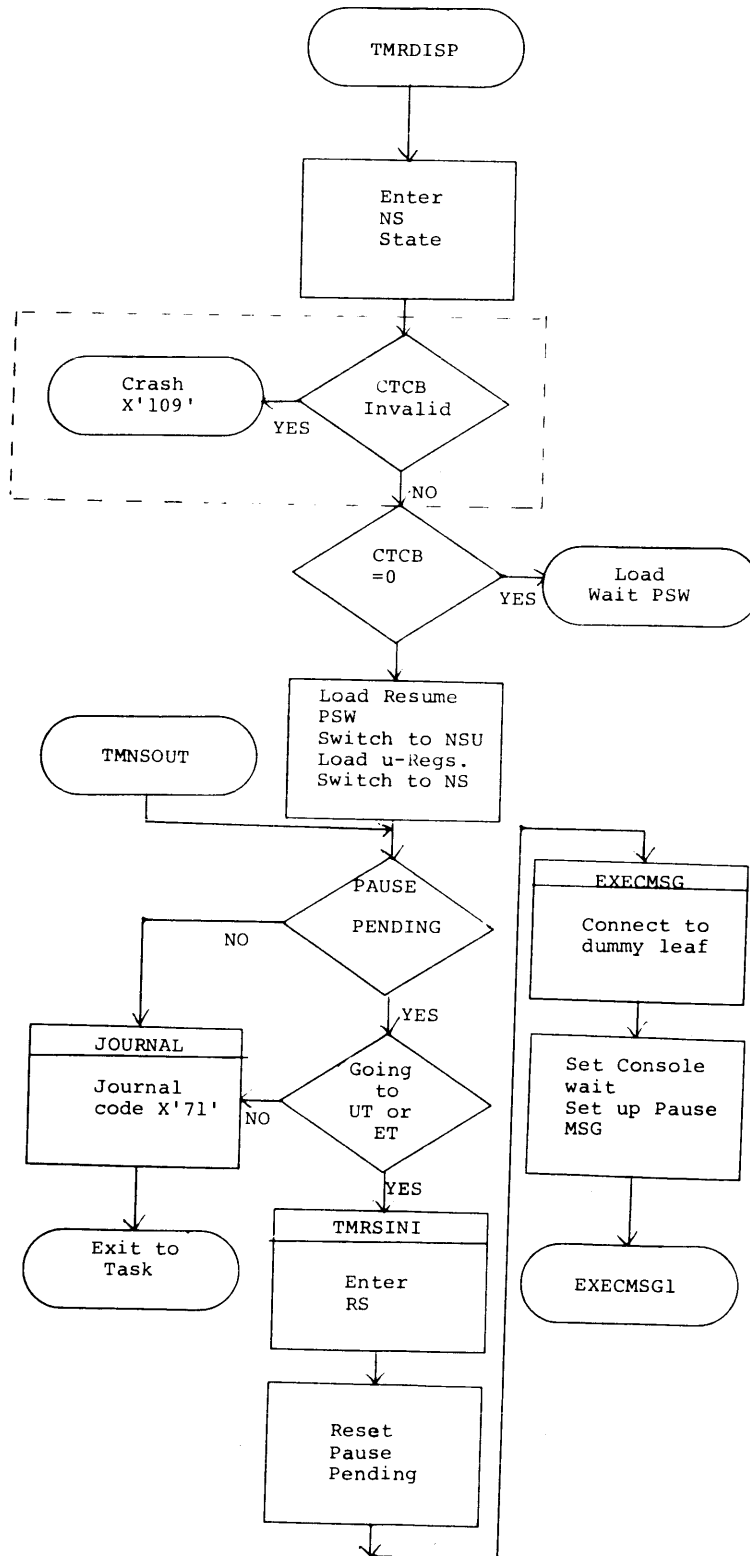 TMRDISP
Enter
NS
State
Crash
X'109'
CTCB
Invalid
YES
NO
CTCB
=0
YES
Load
Wait PSW
Load Resume
PSW
Switch to NSU
Load u-Regs.
Switch to NS
TMNSOUT
PAUSE
PENDING
NO
YES
JOURNAL
Journal
code X'71'
Going
to
UT or
ET
NO
YES
Exit to
Task
TMRSINI
Enter
RS
Reset
Pause
Pending
EXECMSG
Connect to
dummy leaf
Set Console
wait
Set up Pause
MSG
EXECMSG1